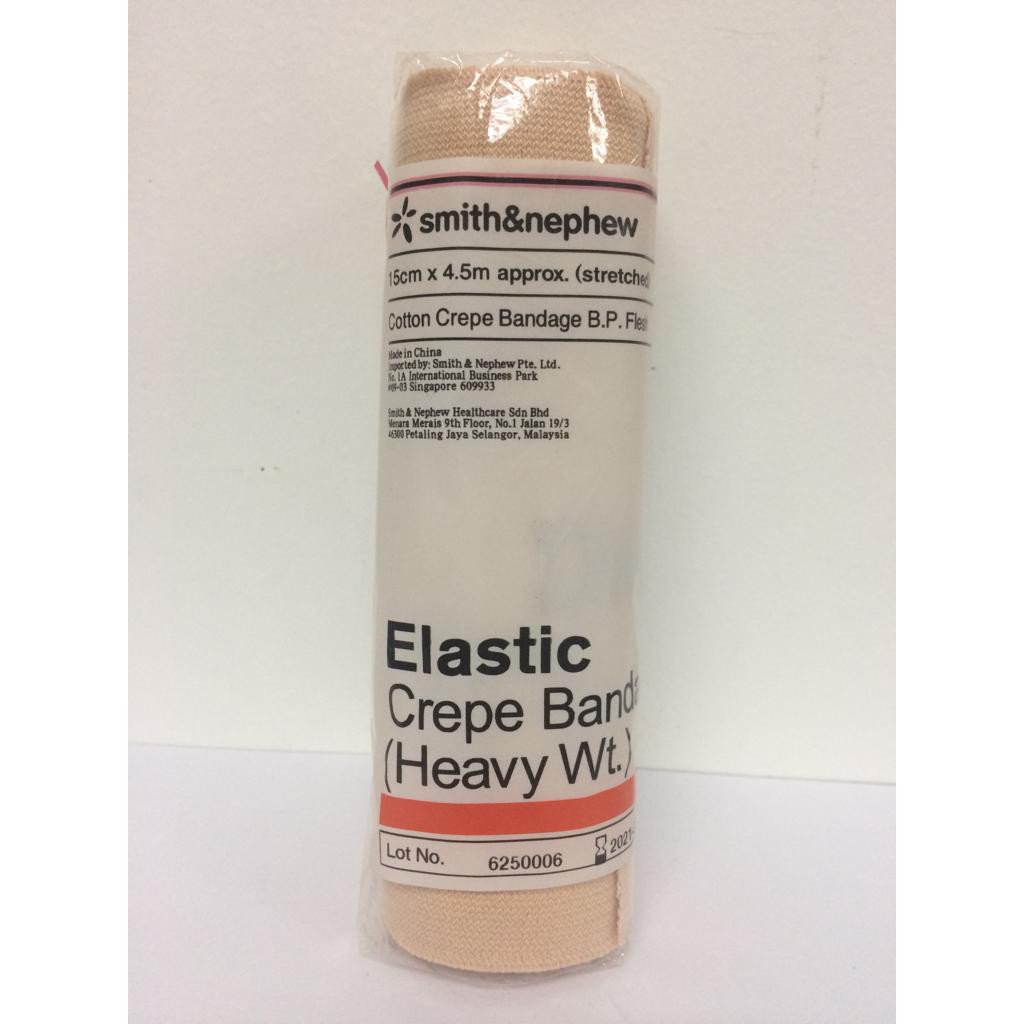 smith&nephew
15cm x 4.5m approx. (stretched
Cotton Crepe Bandage B.P. Flesh
Made in China
Imported by: Smith & Nephew Pte. Ltd.
No. 1A International Business Park
#09-03 Singapore 609933
Smith & Nephew Healthcare Sdn Bhd
Menara Merais 9th Floor, No.1 Jalan 19/3
46300 Petaling Jaya Selangor, Malaysia
Elastic
Crepe Banda
(Heavy Wt.)
Lot No. 6250006 2021-